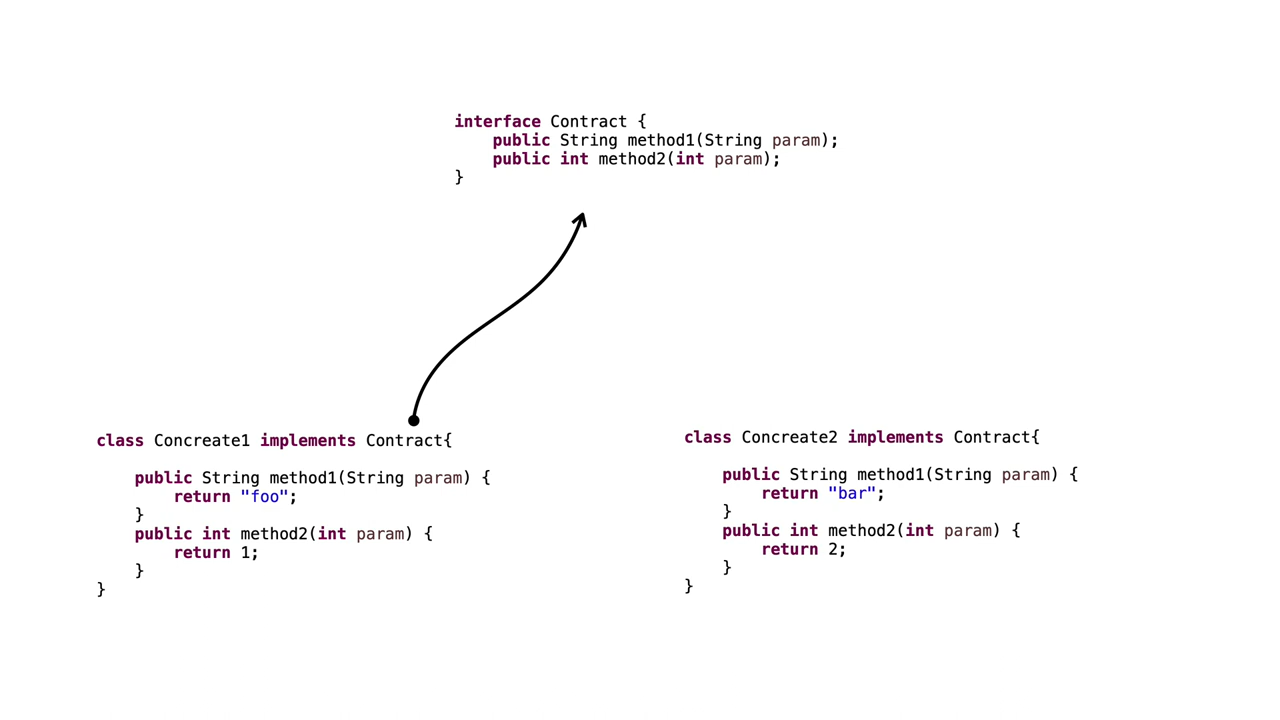 interface Contract {
    public String method1(String param);
    public int method2(int param);
}
class Concreate1 implements Contract{
    public String method1(String param) {
        return "foo";
    }
    public int method2(int param) {
        return 1;
    }
}
class Concreate2 implements Contract{
    public String method1(String param) {
        return "bar";
    }
    public int method2(int param) {
        return 2;
    }
}